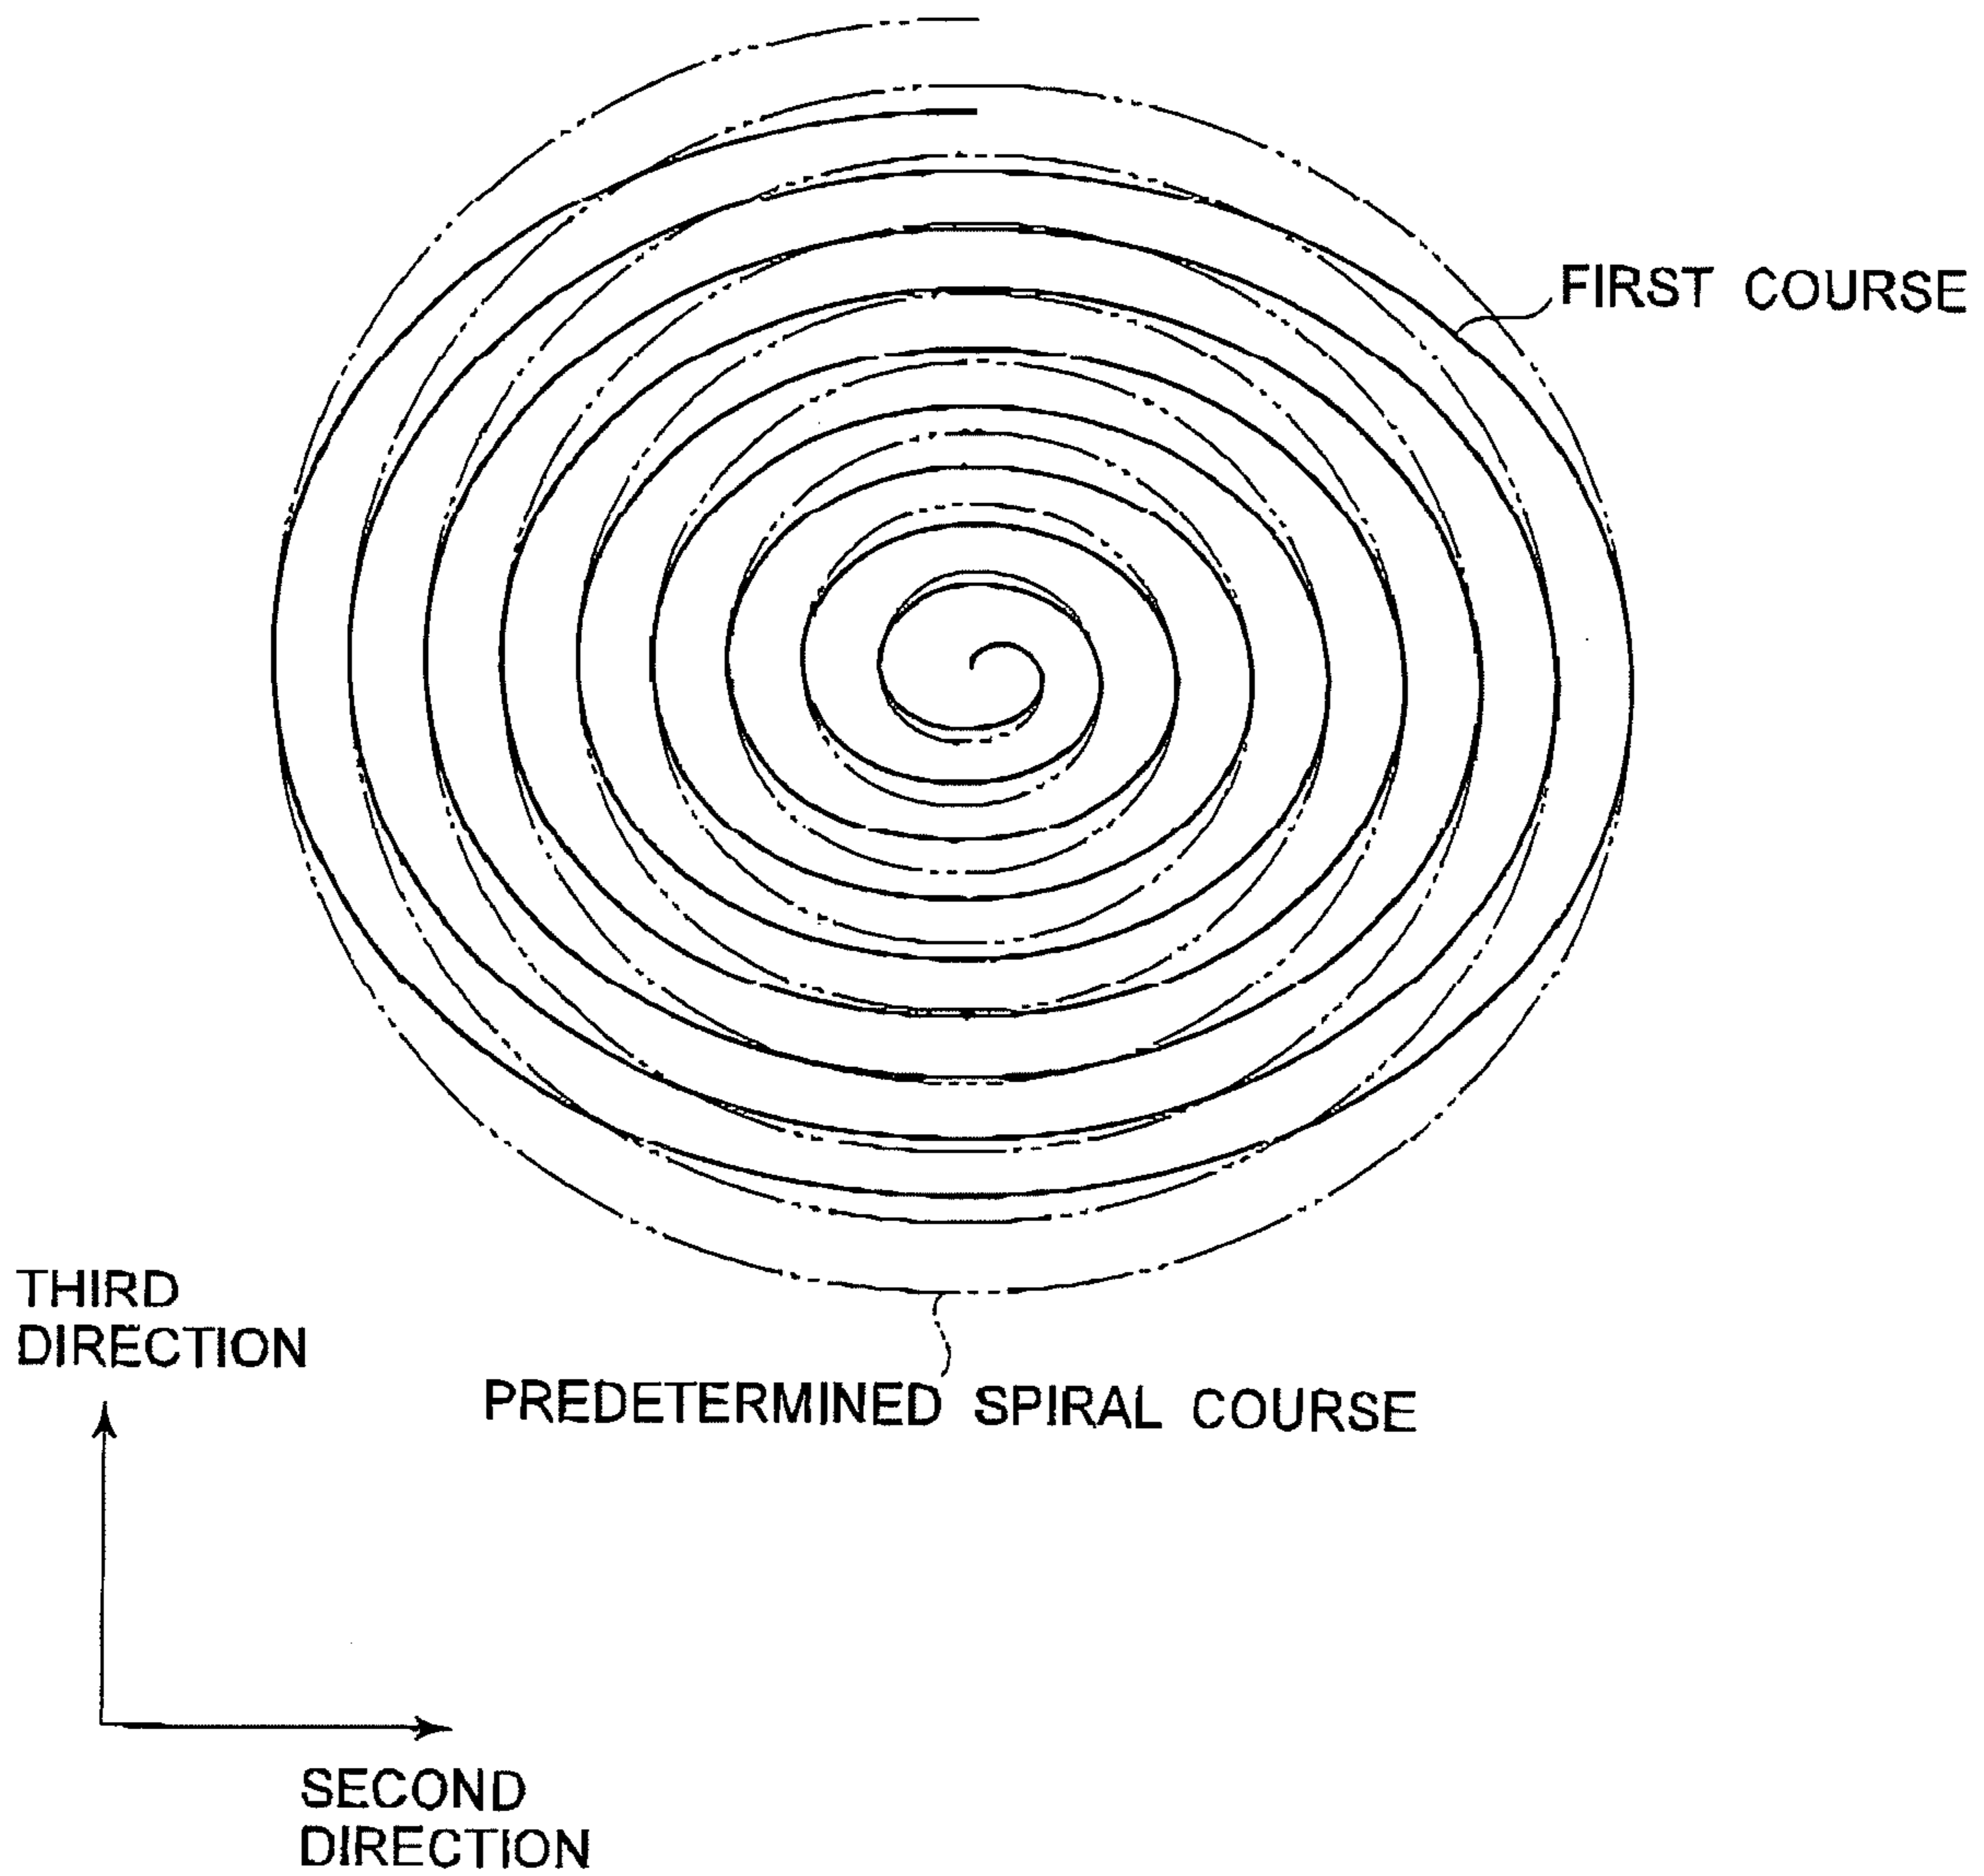 FIRST COURSE
THIRD
DIRECTION
PREDETERMINED SPIRAL COURSE
SECOND
DIRECTION